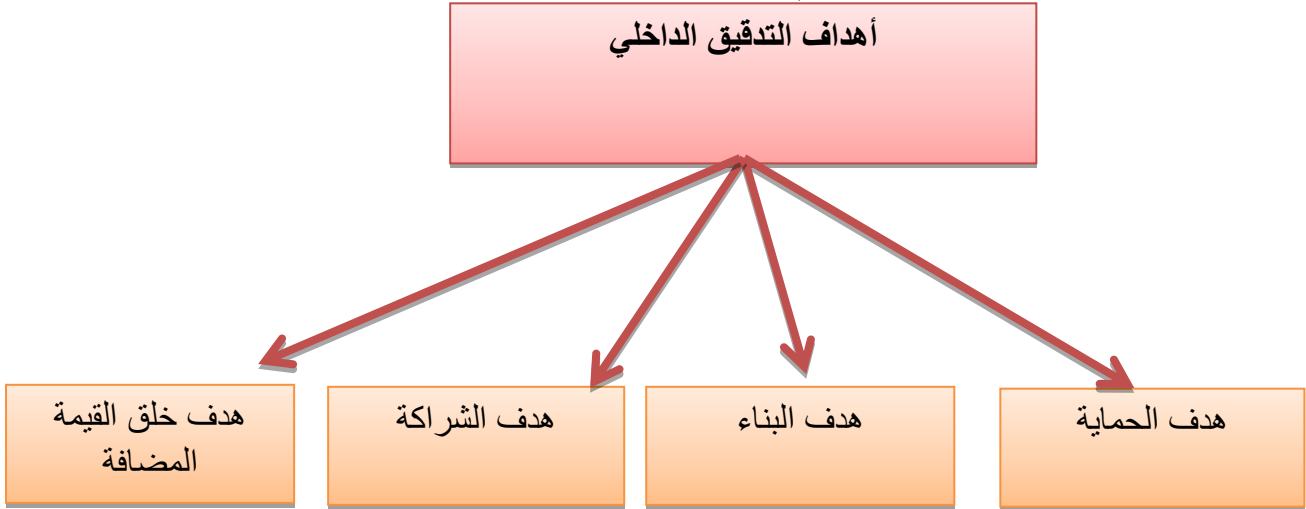 أهداف التدقيق الداخلي
هدف الحماية
هدف البناء
هدف الشراكة
هدف خلق القيمة
المضافة